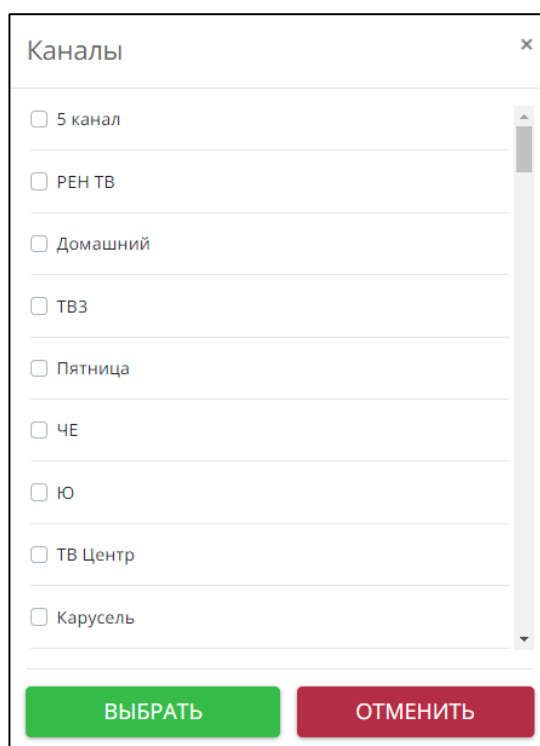 Каналы
×
5 канал
РЕН ТВ
Домашний
ТВ3
Пятница
ЧЕ
Ю
ТВ Центр
Карусель
ВЫБРАТЬ ОТМЕНИТЬ